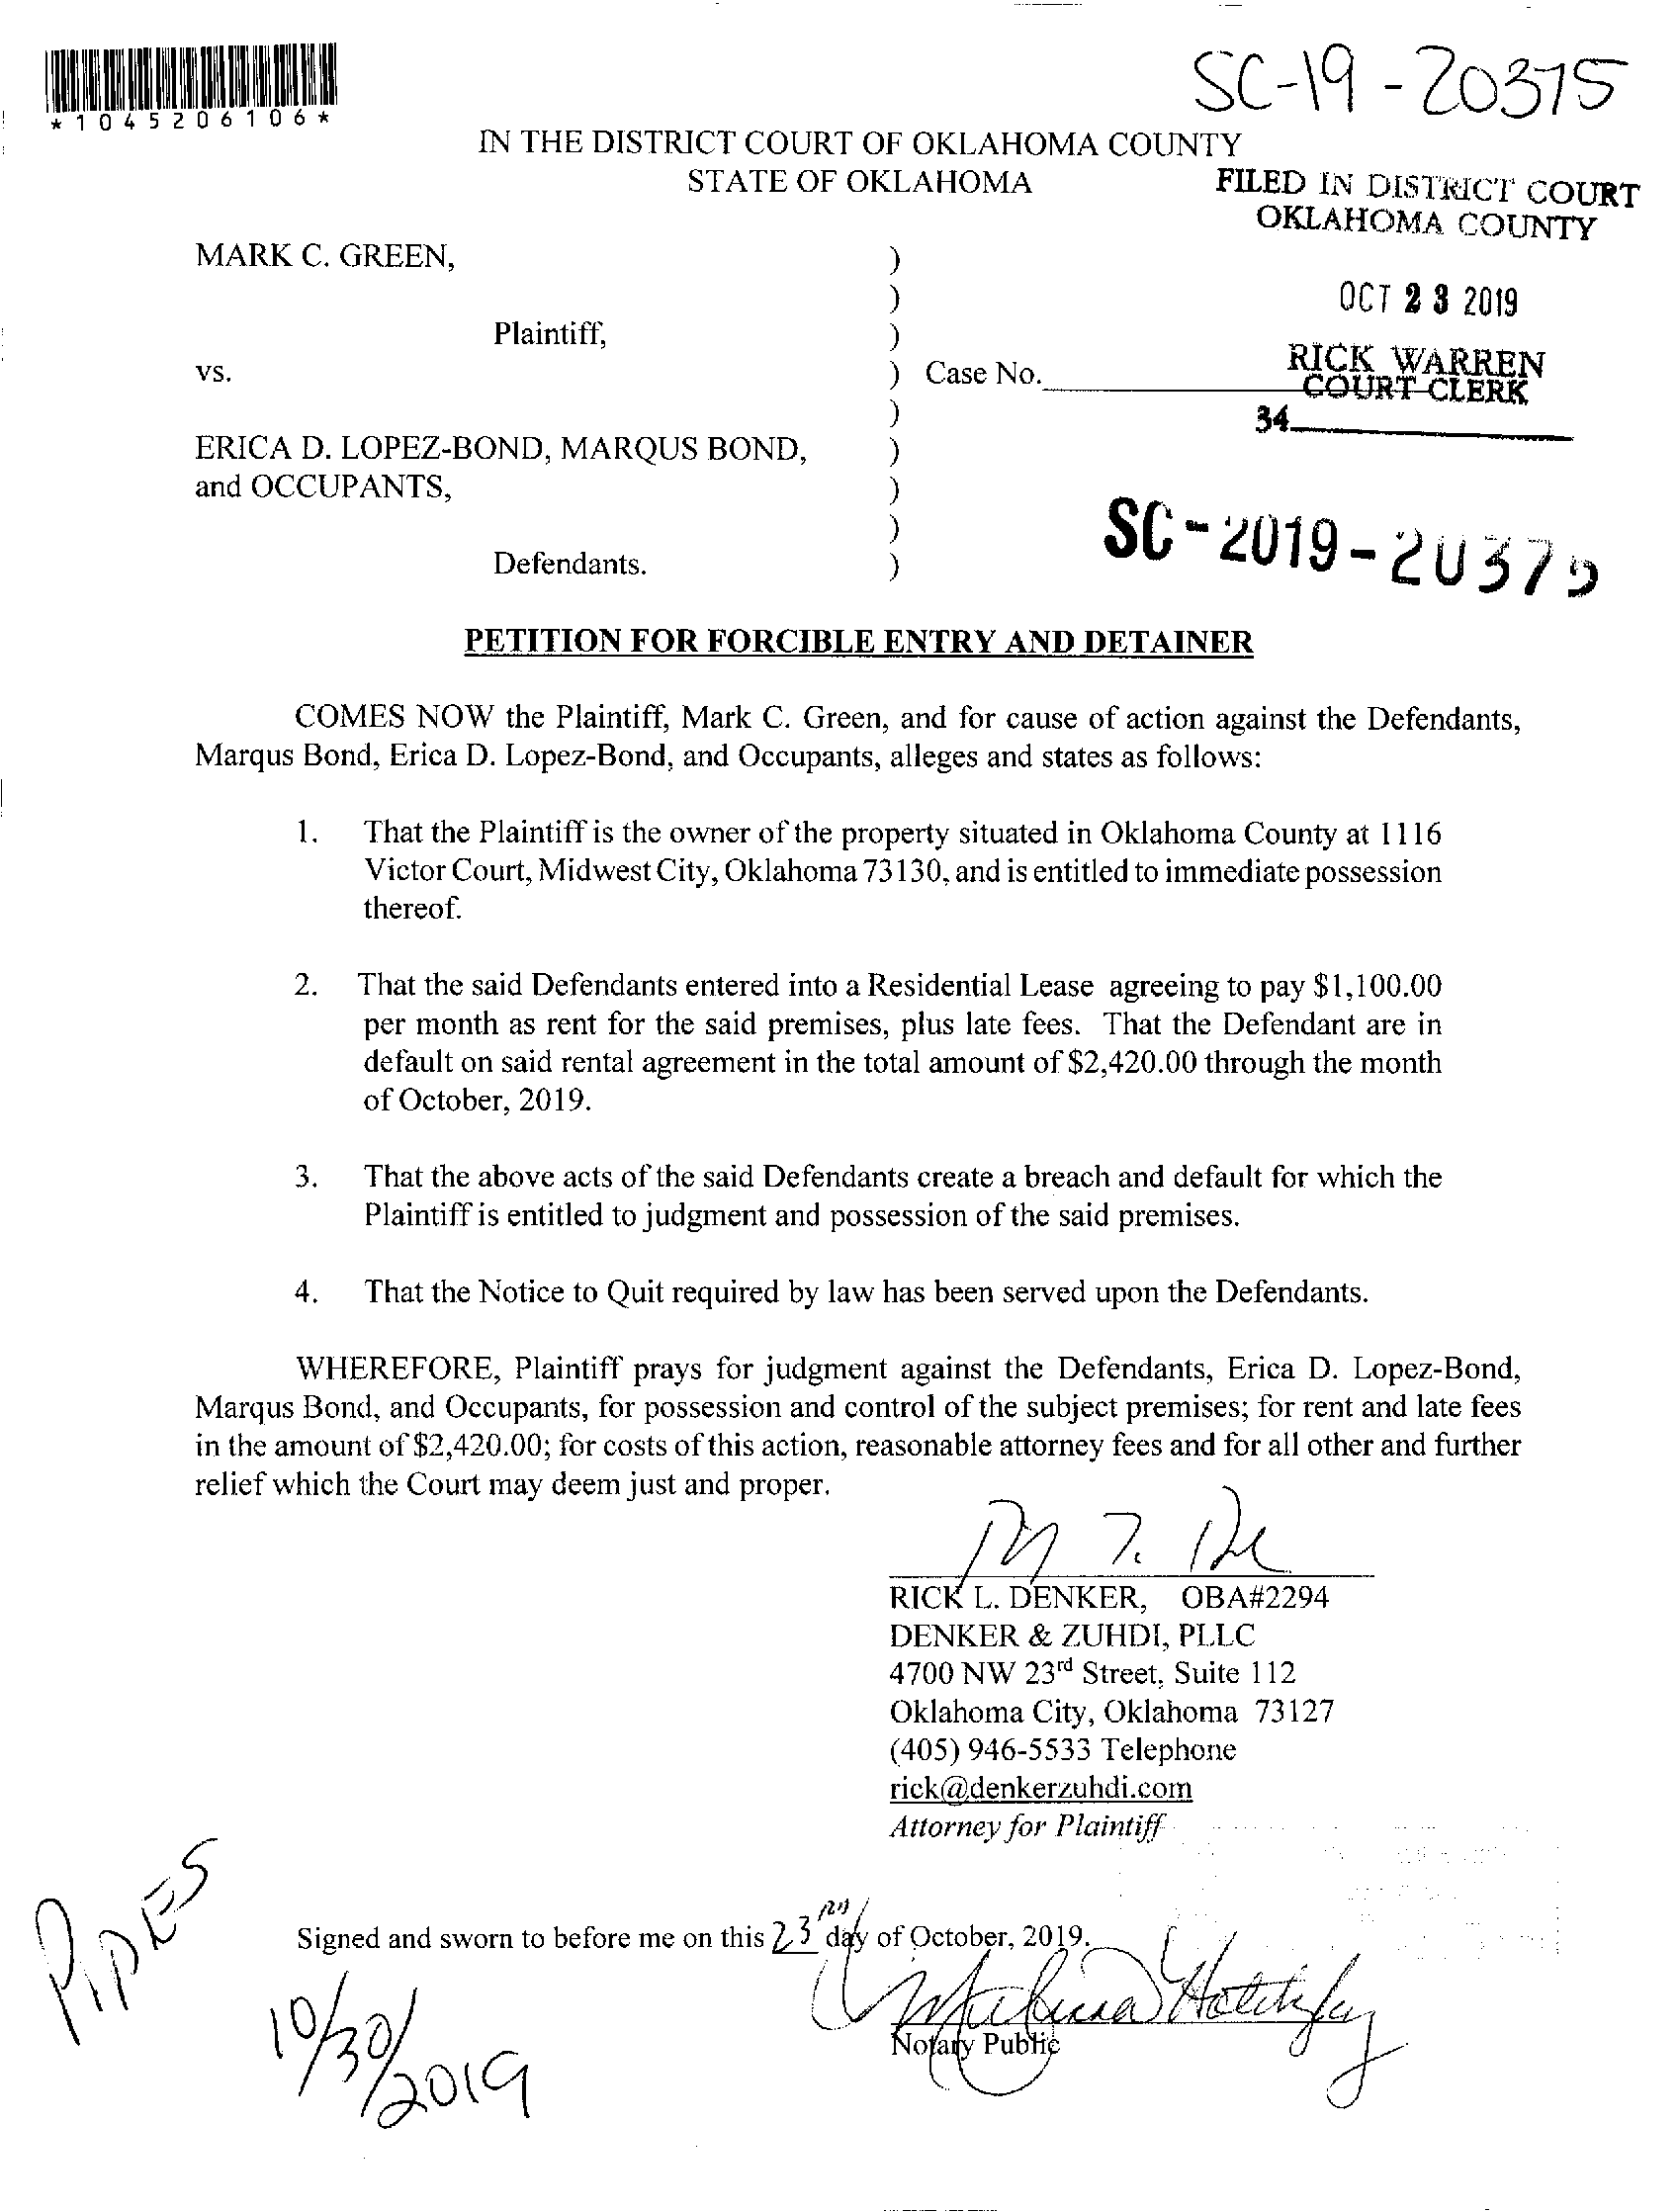 *1045206106*
SC-19-20375
IN THE DISTRICT COURT OF OKLAHOMA COUNTY
STATE OF OKLAHOMA
FILED IN DISTRICT COURT
OKLAHOMA COUNTY
MARK C. GREEN, )
)
OCT 23 2019
Plaintiff, )
RICK WARREN
COURT CLERK
vs. ) Case No.
)
34
ERICA D. LOPEZ-BOND, MARQUS BOND, )
and OCCUPANTS, )
)
SC-2019-20375
Defendants. )
PETITION FOR FORCIBLE ENTRY AND DETAINER
COMES NOW the Plaintiff, Mark C. Green, and for cause of action against the Defendants,
Marqus Bond, Erica D. Lopez-Bond, and Occupants, alleges and states as follows:
1. That the Plaintiff is the owner of the property situated in Oklahoma County at 1116
Victor Court, Midwest City, Oklahoma 73130, and is entitled to immediate possession
thereof.
2. That the said Defendants entered into a Residential Lease agreeing to pay $1,100.00
per month as rent for the said premises, plus late fees. That the Defendant are in
default on said rental agreement in the total amount of $2,420.00 through the month
of October, 2019.
3. That the above acts of the said Defendants create a breach and default for which the
Plaintiff is entitled to judgment and possession of the said premises.
4. That the Notice to Quit required by law has been served upon the Defendants.
WHEREFORE, Plaintiff prays for judgment against the Defendants, Erica D. Lopez-Bond,
Marqus Bond, and Occupants, for possession and control of the subject premises; for rent and late fees
in the amount of $2,420.00; for costs of this action, reasonable attorney fees and for all other and further
relief which the Court may deem just and proper.
RICK L. DENKER, OBA#2294
DENKER & ZUHDI, PLLC
4700 NW 23rd Street, Suite 112
Oklahoma City, Oklahoma 73127
(405) 946-5533 Telephone
rick@denkerzuhdi.com
Attorney for Plaintiff
PIPES
Signed and sworn to before me on this 23rd day of October, 2019.
Notary Public
10/30/2019